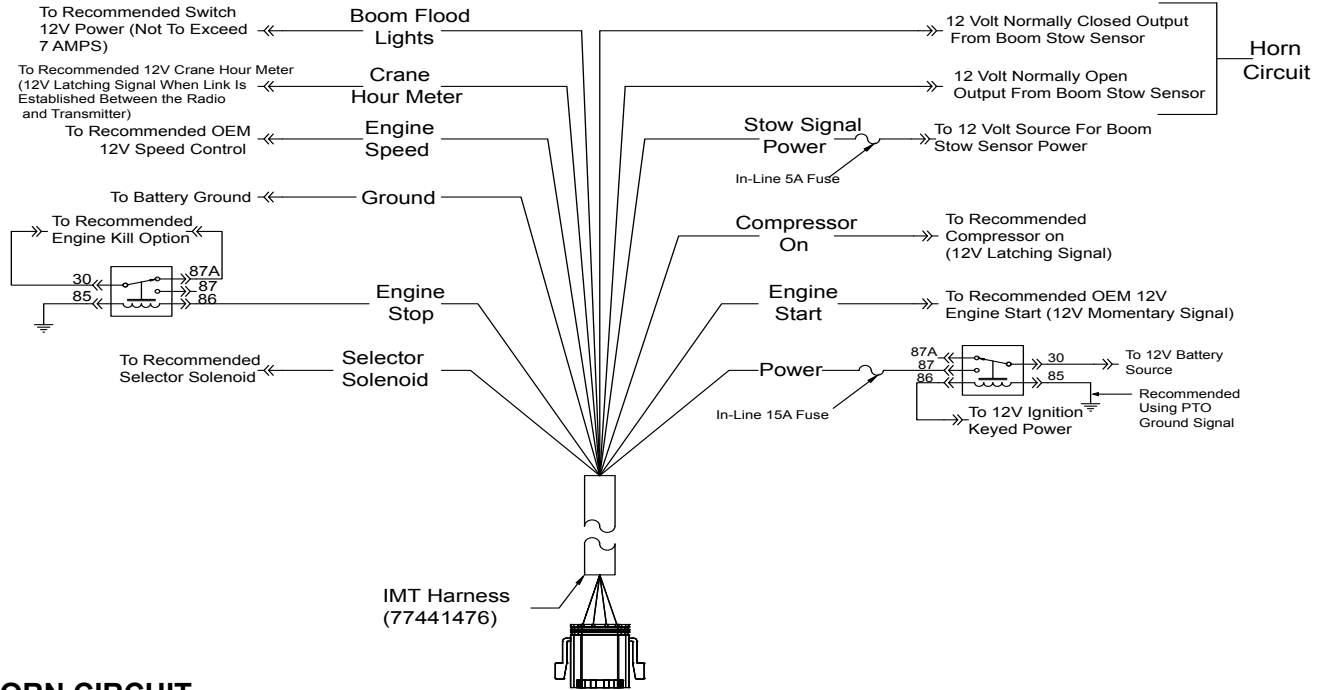 To Recommended Switch
12V Power (Not To Exceed
7 AMPS)
Boom Flood
Lights
To Recommended 12V Crane Hour Meter
(12V Latching Signal When Link Is
Established Between the Radio
and Transmitter)
Crane
Hour Meter
To Recommended OEM
12V Speed Control
Engine
Speed
To Battery Ground
Ground
To Recommended
Engine Kill Option
30
87A
87
85
86
Engine
Stop
To Recommended
Selector Solenoid
Selector
Solenoid
12 Volt Normally Closed Output
From Boom Stow Sensor
12 Volt Normally Open
Output From Boom Stow Sensor
Horn
Circuit
Stow Signal
Power
In-Line 5A Fuse
To 12 Volt Source For Boom
Stow Sensor Power
Compressor
On
To Recommended
Compressor on
(12V Latching Signal)
Engine
Start
To Recommended OEM 12V
Engine Start (12V Momentary Signal)
Power
In-Line 15A Fuse
87A
87
86
30
85
To 12V Battery
Source
Recommended
Using PTO
Ground Signal
To 12V Ignition
Keyed Power
IMT Harness
(77441476)
ORN CIRCUIT